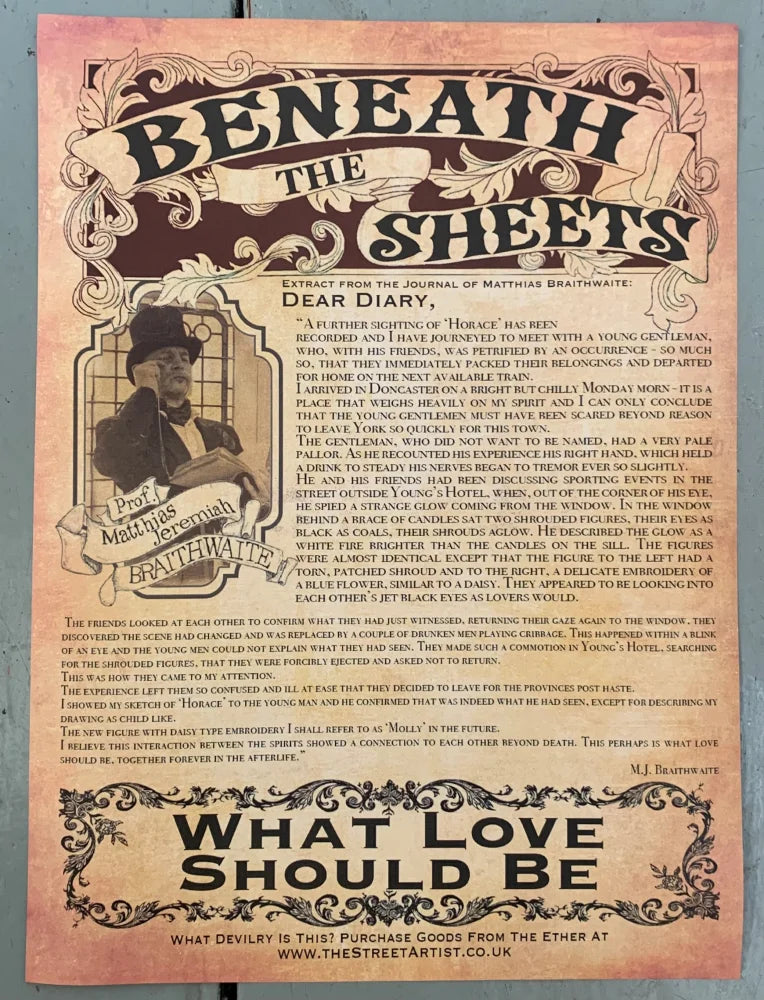 BENEATH
THE
SHEETS
EXTRACT FROM THE JOURNAL OF MATTHIAS BRAITHWAITE:
DEAR DIARY,
"A FURTHER SIGHTING OF 'HORACE' HAS BEEN
RECORDED AND I HAVE JOURNEYED TO MEET WITH A YOUNG GENTLEMAN,
WHO, WITH HIS FRIENDS, WAS PETRIFIED BY AN OCCURRENCE - SO MUCH
SO, THAT THEY IMMEDIATELY PACKED THEIR BELONGINGS AND DEPARTED
FOR HOME ON THE NEXT AVAILABLE TRAIN.
I ARRIVED IN DONCASTER ON A BRIGHT BUT CHILLY MONDAY MORN - IT IS A
PLACE THAT WEIGHS HEAVILY ON MY SPIRIT AND I CAN ONLY CONCLUDE
THAT THE YOUNG GENTLEMEN MUST HAVE BEEN SCARED BEYOND REASON
TO LEAVE YORK SO QUICKLY FOR THIS TOWN.
THE GENTLEMAN, WHO DID NOT WANT TO BE NAMED, HAD A VERY PALE
PALLOR. AS HE RECOUNTED HIS EXPERIENCE HIS RIGHT HAND, WHICH HELD
A DRINK TO STEADY HIS NERVES BEGAN TO TREMOR EVER SO SLIGHTLY.
HE AND HIS FRIENDS HAD BEEN DISCUSSING SPORTING EVENTS IN THE
STREET OUTSIDE YOUNG'S HOTEL, WHEN, OUT OF THE CORNER OF HIS EYE,
HE SPIED A STRANGE GLOW COMING FROM THE WINDOW. IN THE WINDOW
BEHIND A BRACE OF CANDLES SAT TWO SHROUDED FIGURES, THEIR EYES AS
BLACK AS COALS, THEIR SHROUDS AGLOW. HE DESCRIBED THE GLOW AS A
WHITE FIRE BRIGHTER THAN THE CANDLES ON THE SILL. THE FIGURES
WERE ALMOST IDENTICAL EXCEPT THAT THE FIGURE TO THE LEFT HAD A
TORN, PATCHED SHROUD AND TO THE RIGHT, A DELICATE EMBROIDERY OF
A BLUE FLOWER, SIMILAR TO A DAISY. THEY APPEARED TO BE LOOKING INTO
EACH OTHER'S JET BLACK EYES AS LOVERS WOULD.
Prof.
Matthias
Jeremiah
BRAITHWAITE
THE FRIENDS LOOKED AT EACH OTHER TO CONFIRM WHAT THEY HAD JUST WITNESSED, RETURNING THEIR GAZE AGAIN TO THE WINDOW, THEY
DISCOVERED THE SCENE HAD CHANGED AND WAS REPLACED BY A COUPLE OF DRUNKEN MEN PLAYING CRIBBAGE. THIS HAPPENED WITHIN A BLINK
OF AN EYE AND THE YOUNG MEN COULD NOT EXPLAIN WHAT THEY HAD SEEN. THEY MADE SUCH A COMMOTION IN YOUNG'S HOTEL, SEARCHING
FOR THE SHROUDED FIGURES, THAT THEY WERE FORCIBLY EJECTED AND ASKED NOT TO RETURN.
THIS WAS HOW THEY CAME TO MY ATTENTION.
THE EXPERIENCE LEFT THEM SO CONFUSED AND ILL AT EASE THAT THEY DECIDED TO LEAVE FOR THE PROVINCES POST HASTE.
I SHOWED MY SKETCH OF 'HORACE' TO THE YOUNG MAN AND HE CONFIRMED THAT WAS INDEED WHAT HE HAD SEEN, EXCEPT FOR DESCRIBING MY
DRAWING AS CHILD LIKE.
THE NEW FIGURE WITH DAISY TYPE EMBROIDERY I SHALL REFER TO AS 'MOLLY' IN THE FUTURE.
I BELIEVE THIS INTERACTION BETWEEN THE SPIRITS SHOWED A CONNECTION TO EACH OTHER BEYOND DEATH. THIS PERHAPS IS WHAT LOVE
SHOULD BE, TOGETHER FOREVER IN THE AFTERLIFE."
M.J. BRAITHWAITE
WHAT LOVE
SHOULD BE
WHAT DEVILRY IS THIS? PURCHASE GOODS FROM THE ETHER AT
WWW.THESTREETARTIST.CO.UK